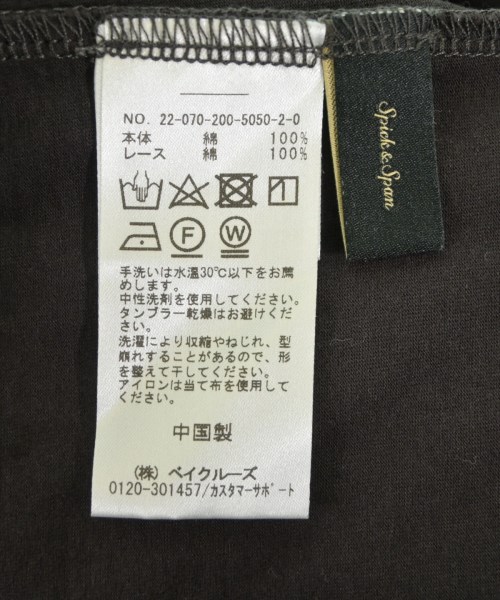 NO. 22-070-200-5050-2-0
本体 綿 100%
レース 綿 100%
F
W
手洗いは水温30℃以下をお薦
めします。
中性洗剤を使用してください。
タンブラー乾燥はお避けくださ
い。
洗濯により収縮やねじれ、型
崩れすることがあるので、形
を整えて干してください。
アイロンは当て布を使用して
ください。
中国製
(株) ベイクルーズ
0120-301457/カスタマーサポート
Spick & Span